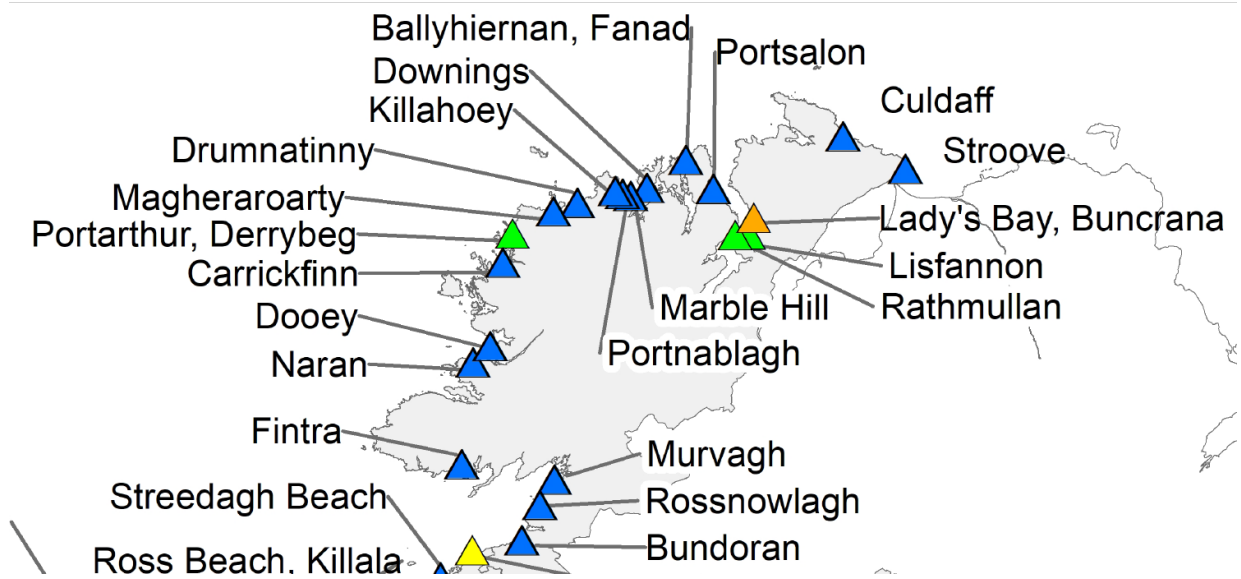 Ballyhiernan, Fanad
Portsalon
Downings
Killahoey
Culdaff
Drumnatinny
Stroove
Magheraroarty
Lady's Bay, Buncrana
Portarthur, Derrybeg
Carrickfinn
Lisfannon
Rathmullan
Marble Hill
Dooey
Portnablagh
Naran
Fintra
Murvagh
Streedagh Beach
Rossnowlagh
Bundoran
Ross Beach, Killala